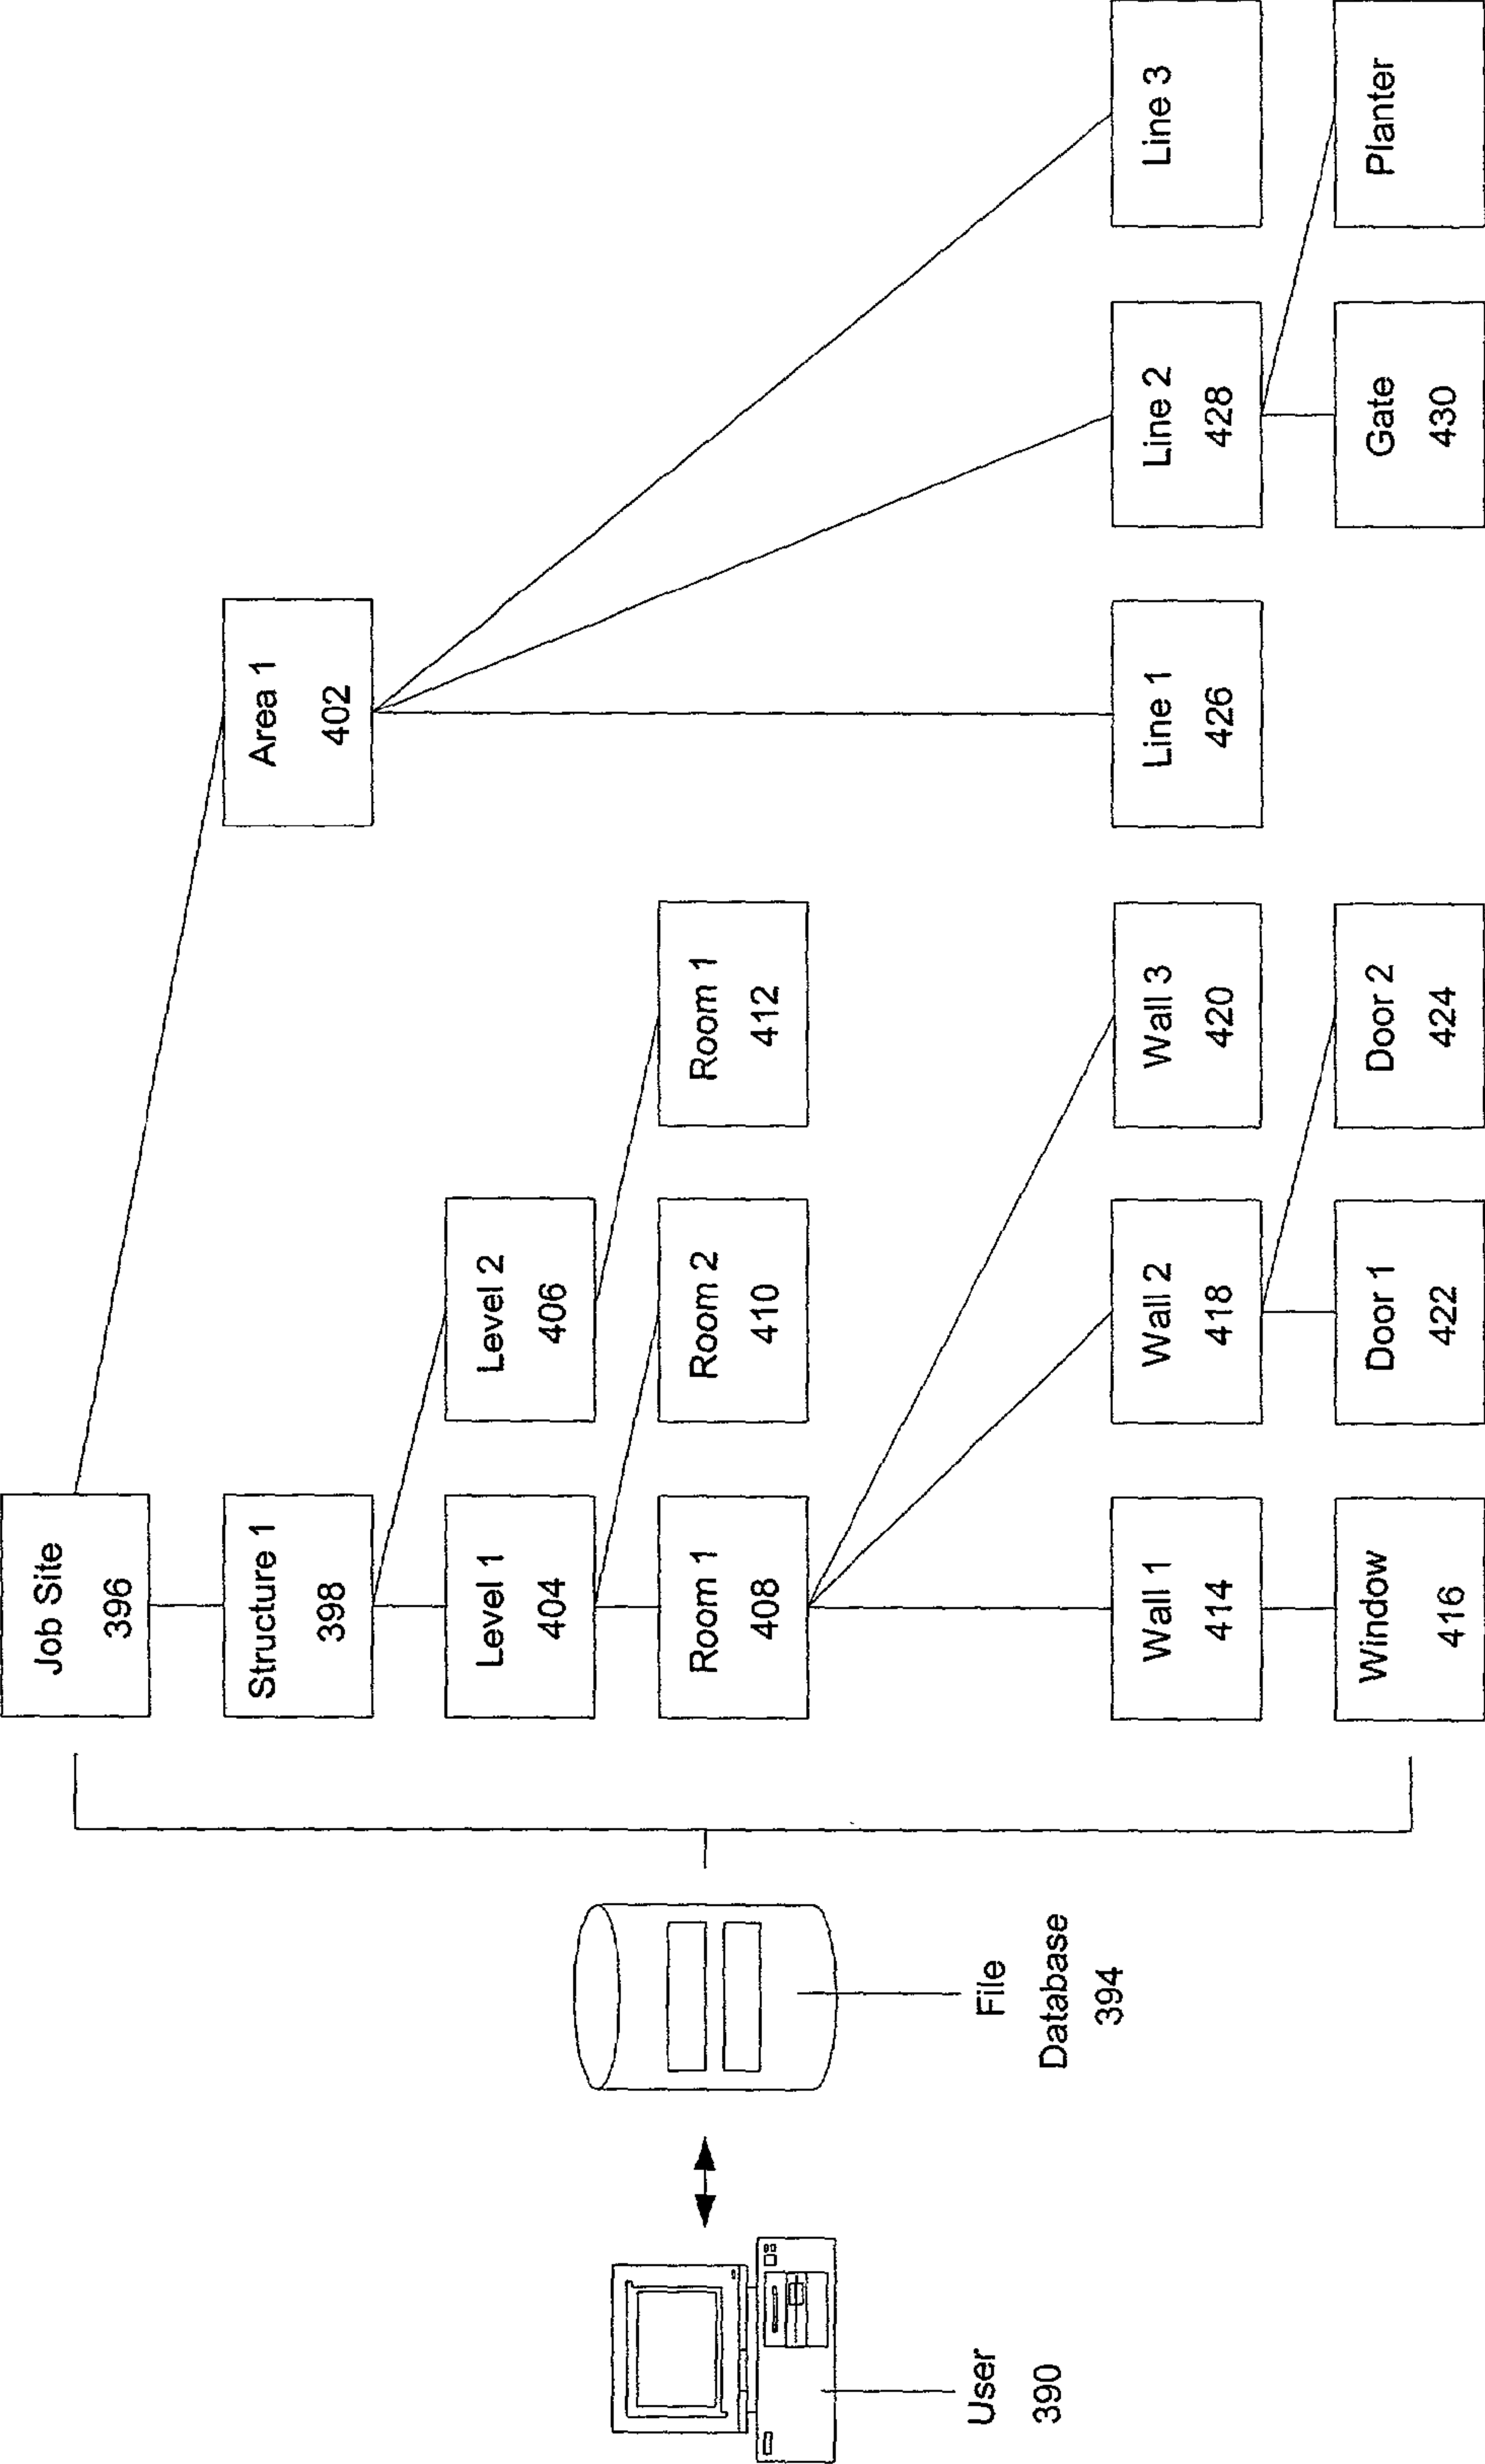 Job Site
396
Structure 1
398
Area 1
402
Level 1
404
Level 2
406
Room 1
408
Room 2
410
Room 1
412
User
390
File
Database
394
Wall 1
414
Wall 2
418
Wall 3
420
Line 1
426
Line 2
428
Line 3
Window
416
Door 1
422
Door 2
424
Gate
430
Planter